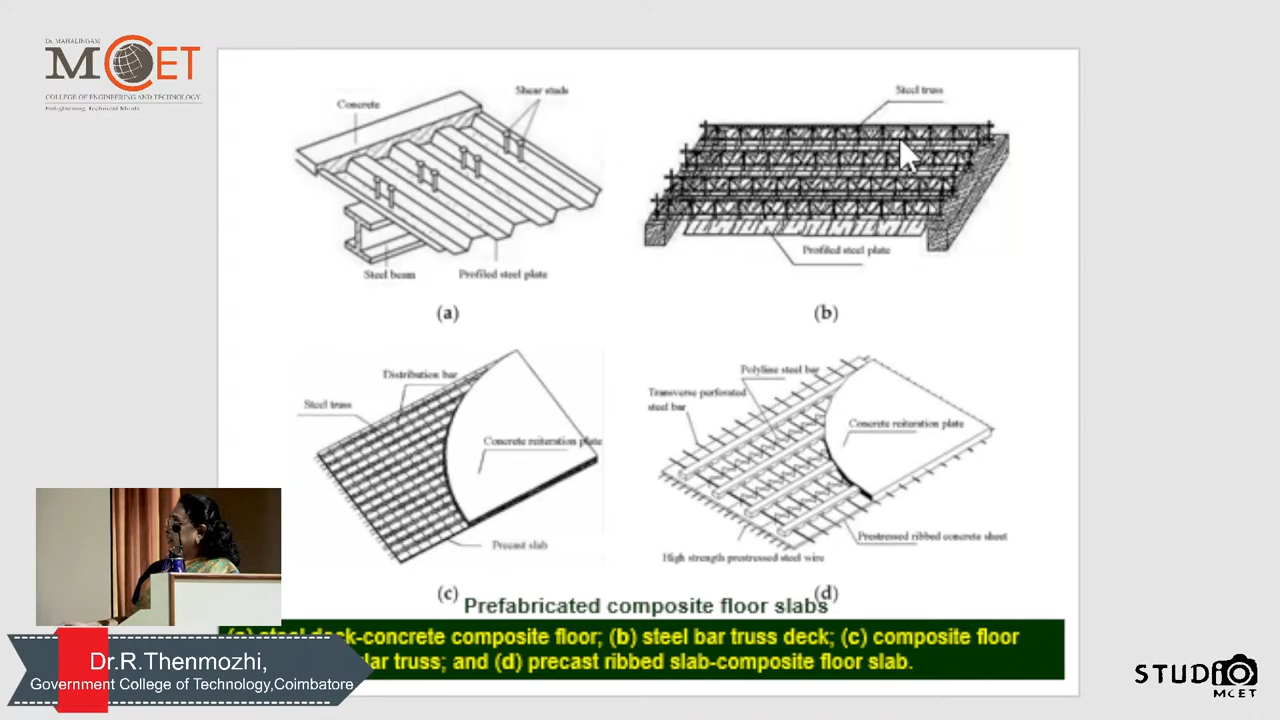 Dr. MAHALINGAM
MCET
COLLEGE OF ENGINEERING AND TECHNOLOGY
Enlightening Technical Minds
Concrete
Shear studs
Steel beam
Profiled steel plate
(a)
Steel truss
Profiled steel plate
(b)
Distribution bar
Steel truss
Concrete reiteration plate
Precast slab
(c)
Polyline steel bar
Transverse perforated
steel bar
Concrete reiteration plate
Prestressed ribbed concrete sheet
High strength prestressed steel wire
(d)
Prefabricated composite floor slabs
(a) steel deck-concrete composite floor; (b) steel bar truss deck; (c) composite floor
lar truss; and (d) precast ribbed slab-composite floor slab.
Dr.R.Thenmozhi,
Government College of Technology,Coimbatore
STUDIO
MCET